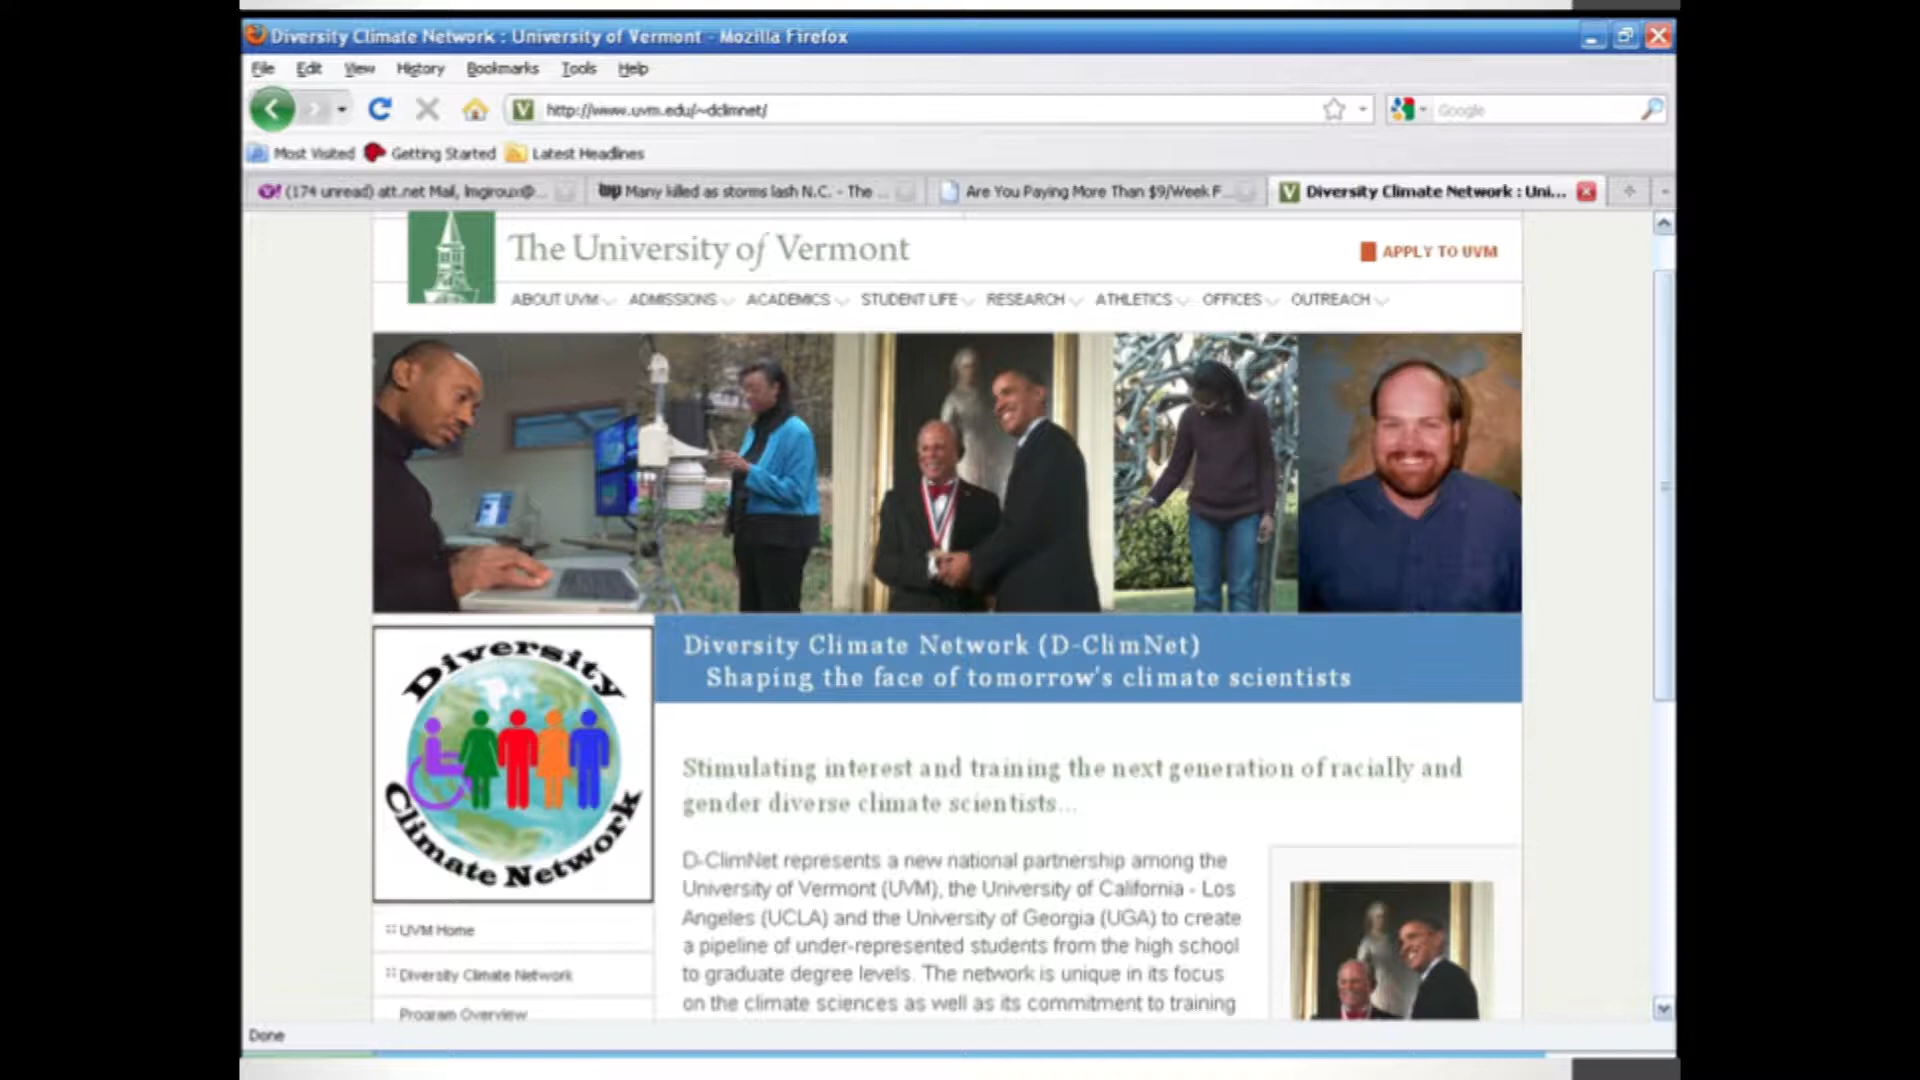 Diversity Climate Network : University of Vermont - Mozilla Firefox
File Edit View History Bookmarks Tools Help
http://www.uvm.edu/~dclimnet/
Google
Most Visited Getting Started Latest Headlines
(174 unread) att.net Mail, lmgiroux@...
Many killed as storms lash N.C. - The ...
Are You Paying More Than $9/Week F...
Diversity Climate Network : Uni...
The University of Vermont
APPLY TO UVM
ABOUT UVM ADMISSIONS ACADEMICS STUDENT LIFE RESEARCH ATHLETICS OFFICES OUTREACH
Diversity
Climate Network
Diversity Climate Network (D-ClimNet)
Shaping the face of tomorrow's climate scientists
Stimulating interest and training the next generation of racially and
gender diverse climate scientists...
D-ClimNet represents a new national partnership among the
University of Vermont (UVM), the University of California - Los
Angeles (UCLA) and the University of Georgia (UGA) to create
a pipeline of under-represented students from the high school
to graduate degree levels. The network is unique in its focus
on the climate sciences as well as its commitment to training
UVM Home
Diversity Climate Network
Program Overview
Done